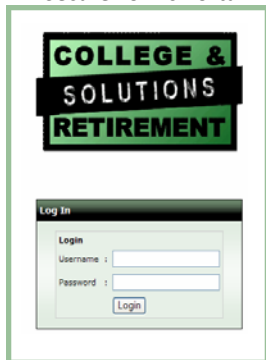 COLLEGE &
SOLUTIONS
RETIREMENT
Log In
Login
Username :
Password :
Login